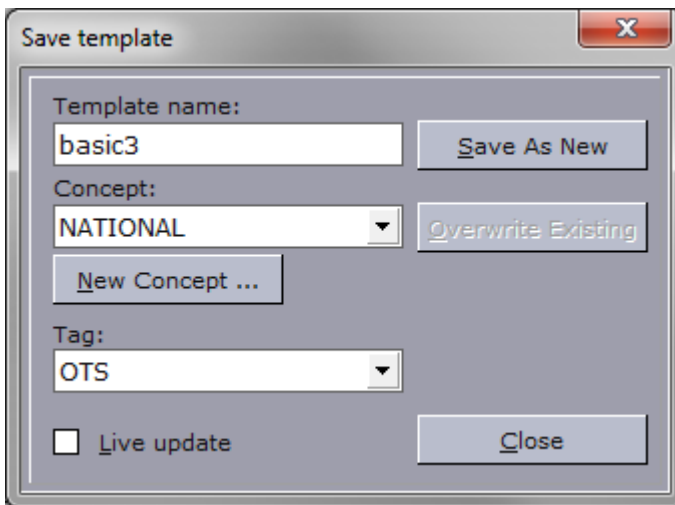 Save template
Template name:
basic3
Save As New
Concept:
NATIONAL
Overwrite Existing
New Concept ...
Tag:
OTS
Live update
Close